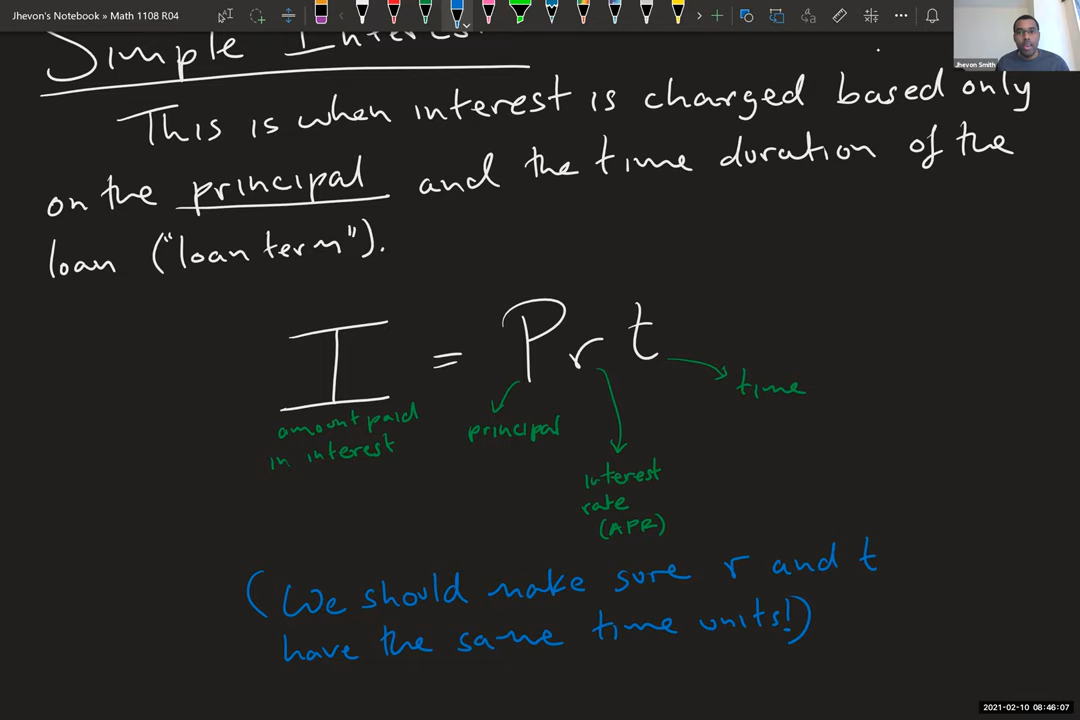 Jhevon's Notebook » Math 1108 R04
Jhevon Smith
Simple Interest
This is when interest is charged based only
on the principal and the time duration of the
loan ("loan term").
I = Prt
amount paid
in interest
principal
interest
rate
(APR)
time
(We should make sure r and t
have the same time units!)
2021-02-10 08:46:07